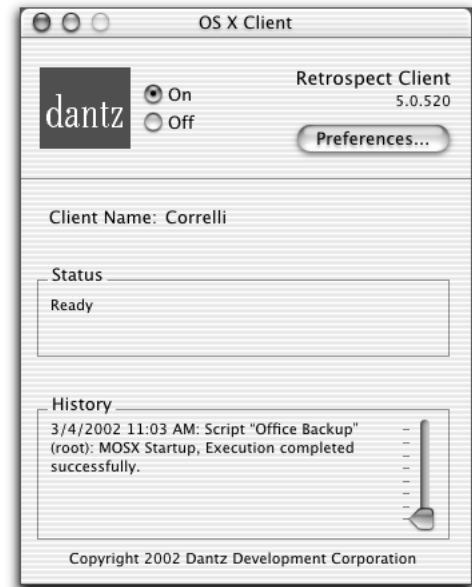 OS X Client
dantz
On
Off
Retrospect Client
5.0.520
Preferences...
Client Name: Correlli
Status
Ready
History
3/4/2002 11:03 AM: Script "Office Backup"
(root): MOSX Startup, Execution completed
successfully.
Copyright 2002 Dantz Development Corporation